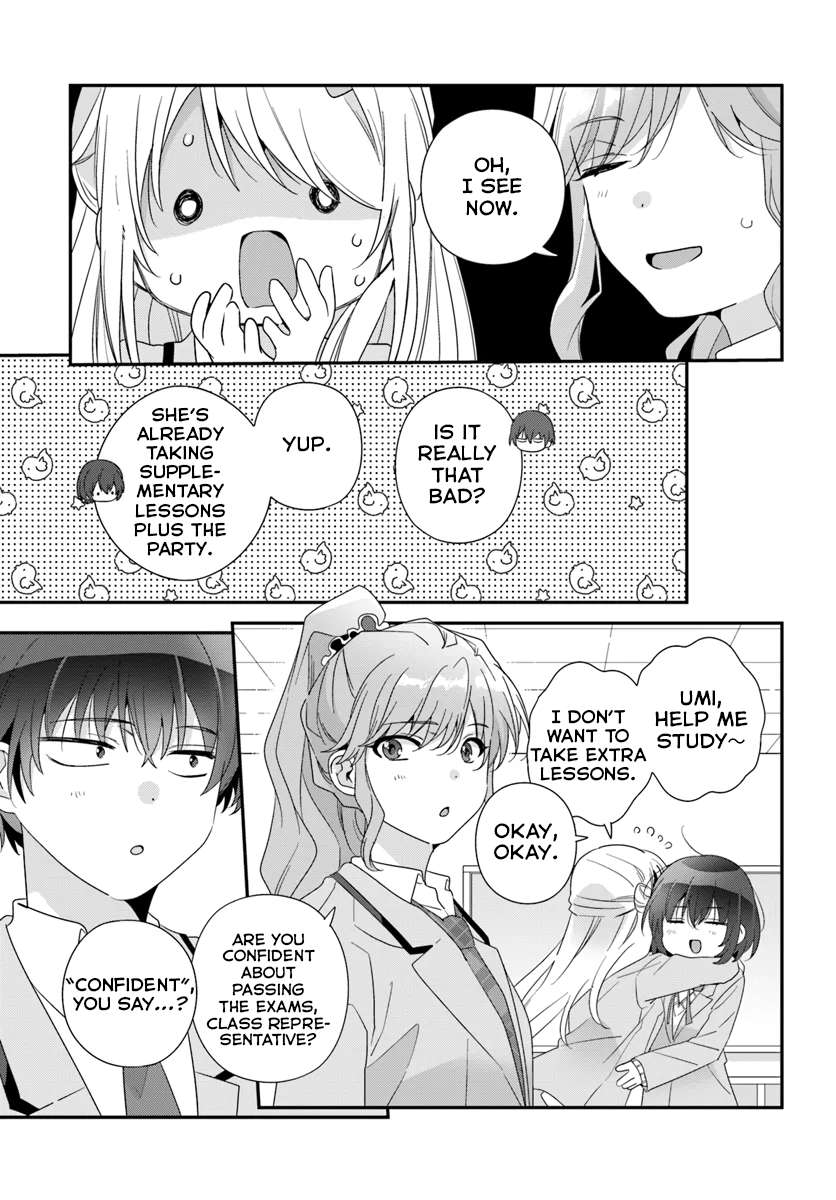 OH,
I SEE
NOW.
IS IT
REALLY
THAT
BAD?
YUP.
SHE'S
ALREADY
TAKING
SUPPLE-
MENTARY
LESSONS
PLUS THE
PARTY.
UMI,
HELP ME
STUDY~
I DON'T
WANT TO
TAKE EXTRA
LESSONS.
OKAY,
OKAY.
ARE YOU
CONFIDENT
ABOUT
PASSING
THE EXAMS,
CLASS REPRE-
SENTATIVE?
"CONFIDENT",
YOU SAY...?